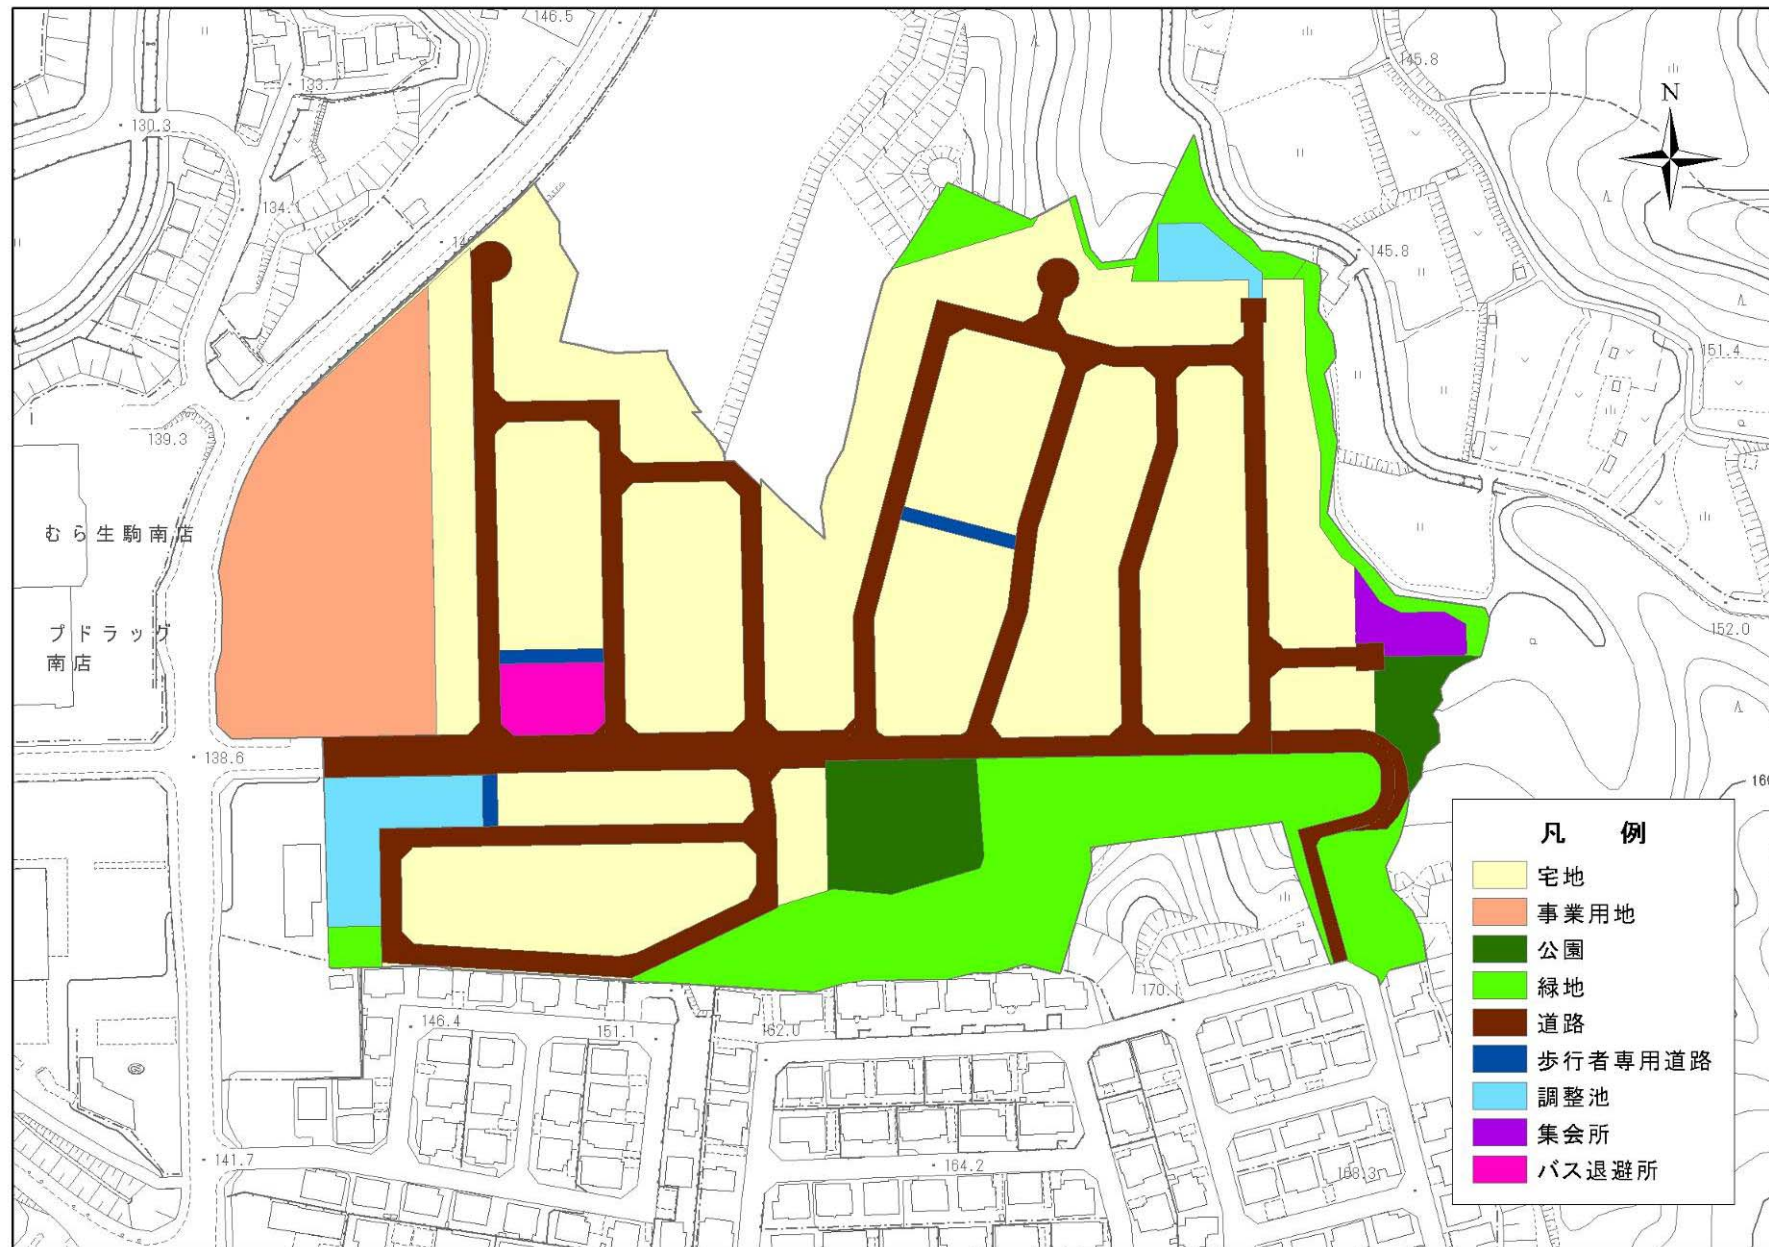 146.5
145.8
133.7
N
130.3
134.1
145.8
151.4
139.3
むら生駒南店
プドラッグ
南店
152.0
138.6
凡 例
宅地
事業用地
公園
緑地
道路
歩行者専用道路
調整池
集会所
バス退避所
170.1
146.4
151.1
162.0
141.7
164.2
168.3